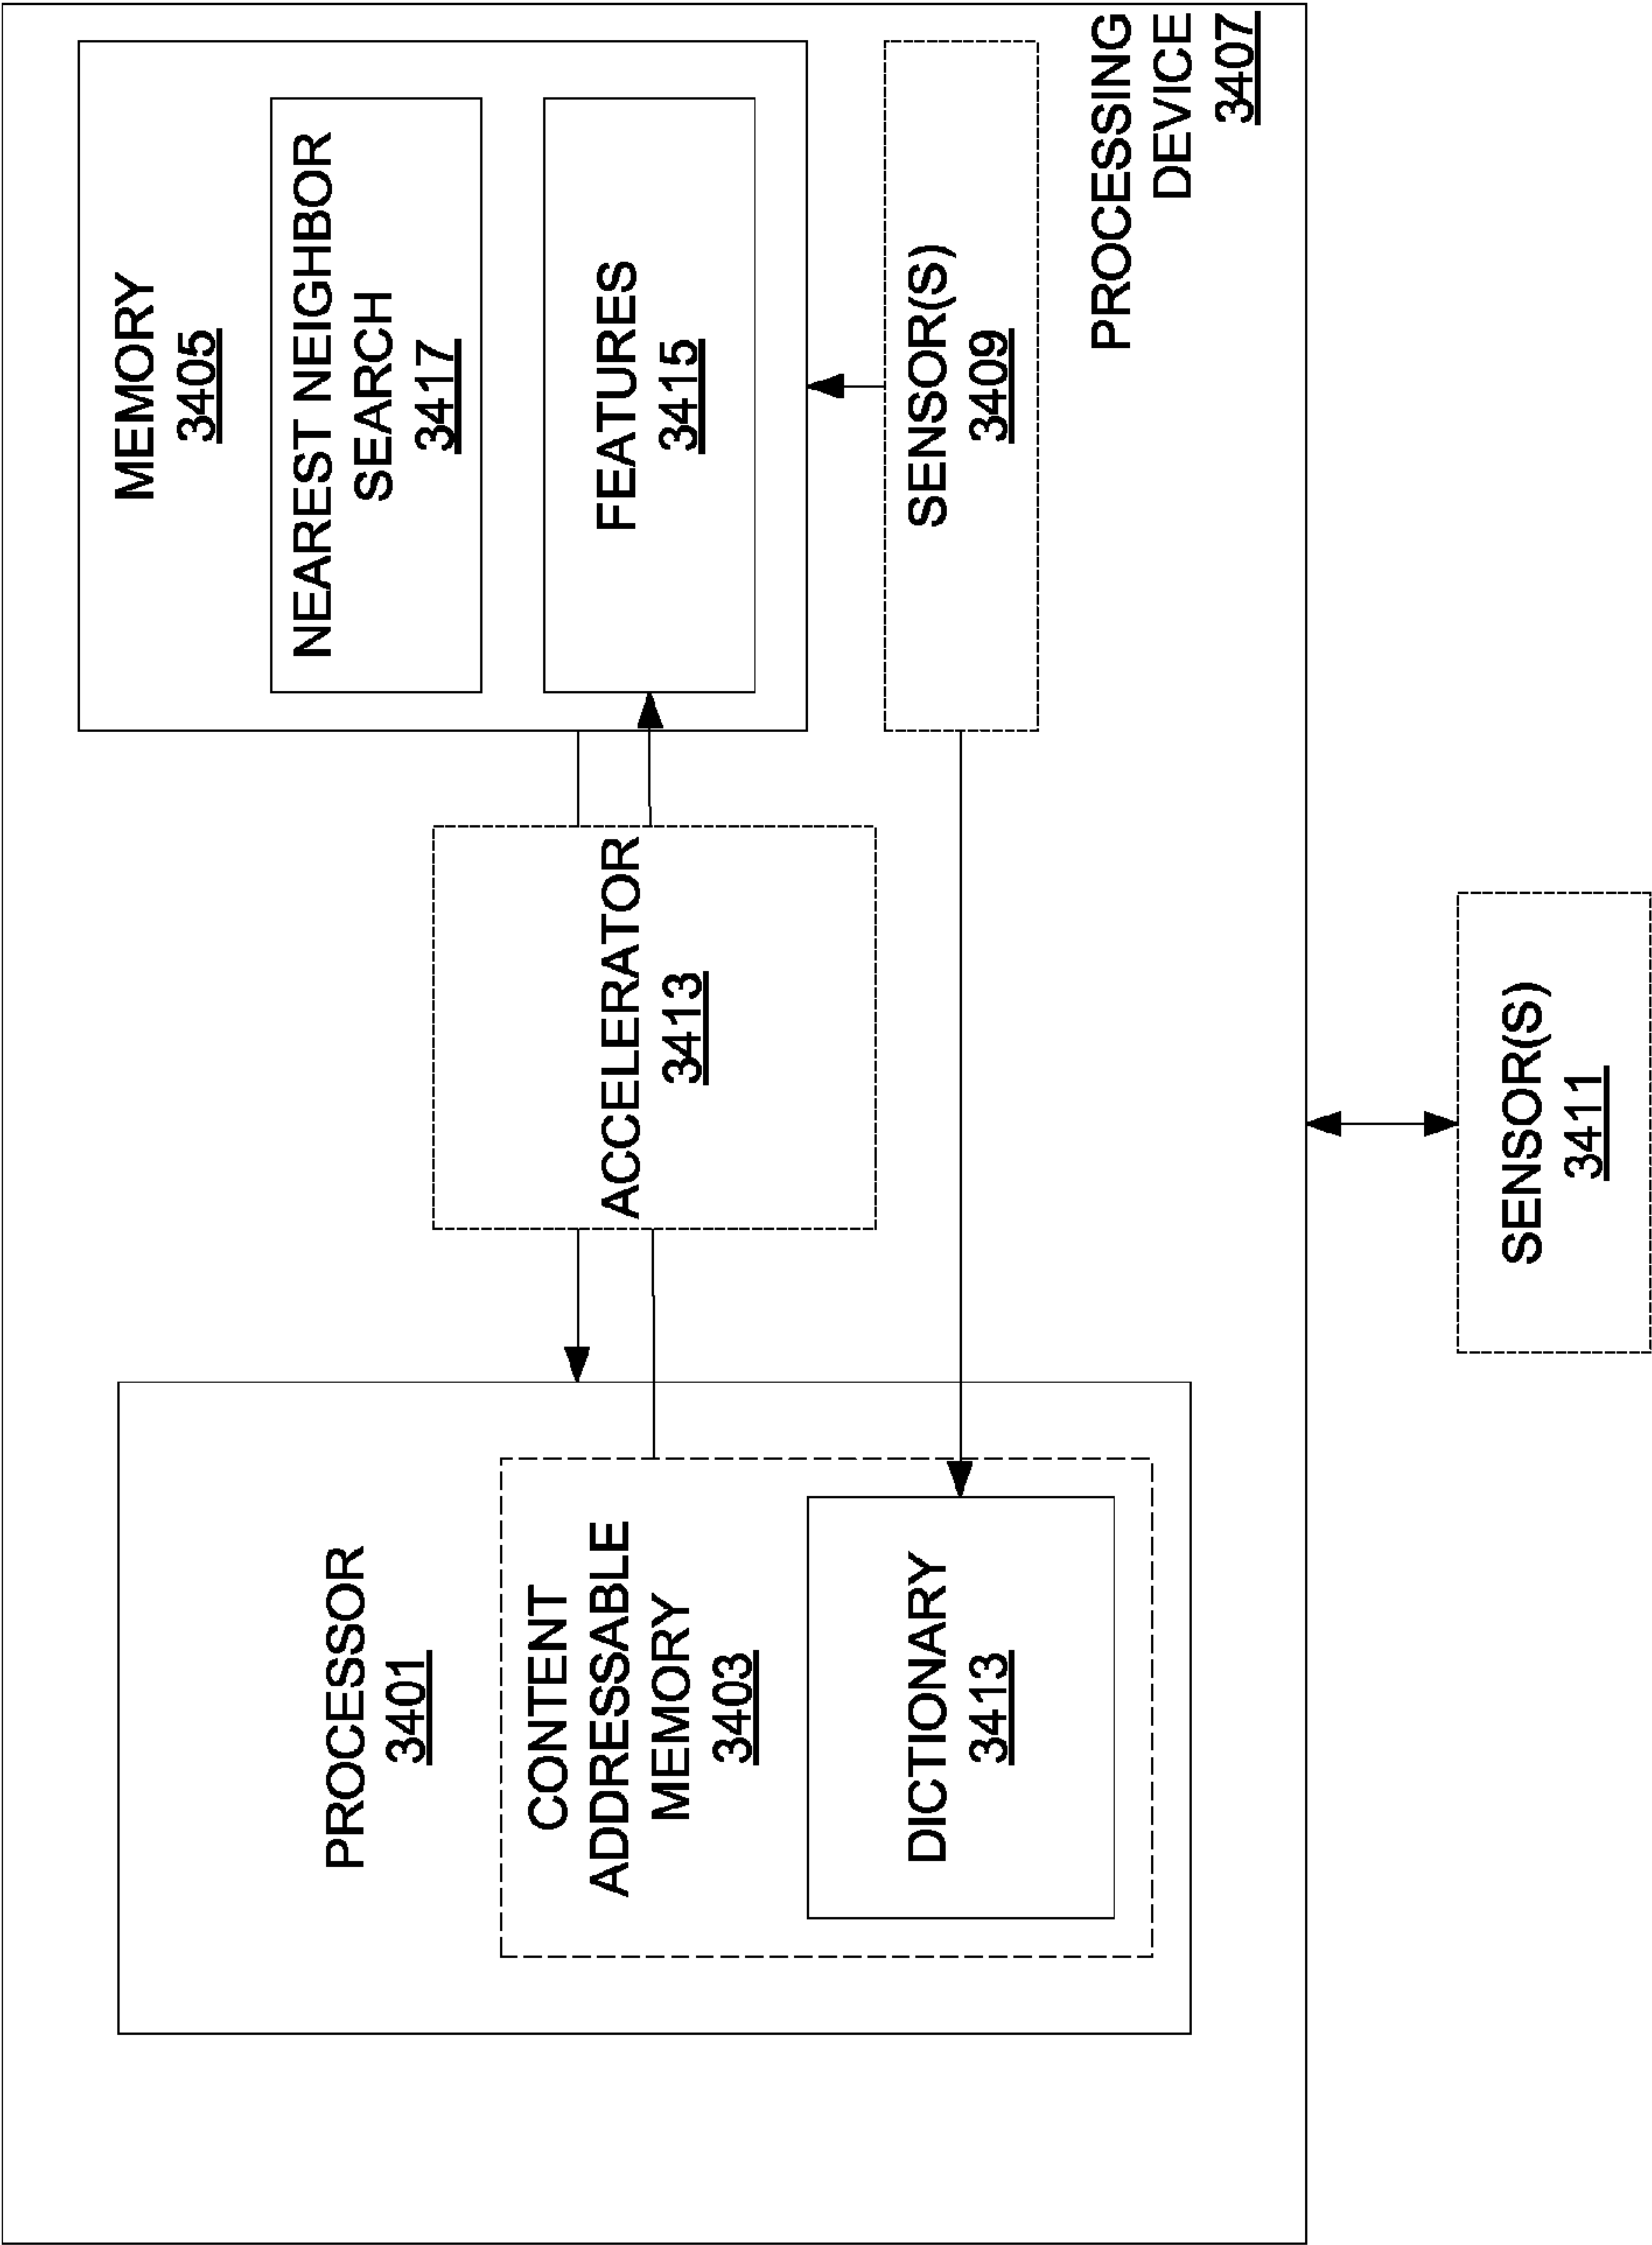 PROCESSOR
3401
CONTENT
ADDRESSABLE
MEMORY
3403
DICTIONARY
3413
ACCELERATOR
3413
MEMORY
3405
NEAREST NEIGHBOR
SEARCH
3417
FEATURES
3415
SENSOR(S)
3409
PROCESSING
DEVICE
3407
SENSOR(S)
3411